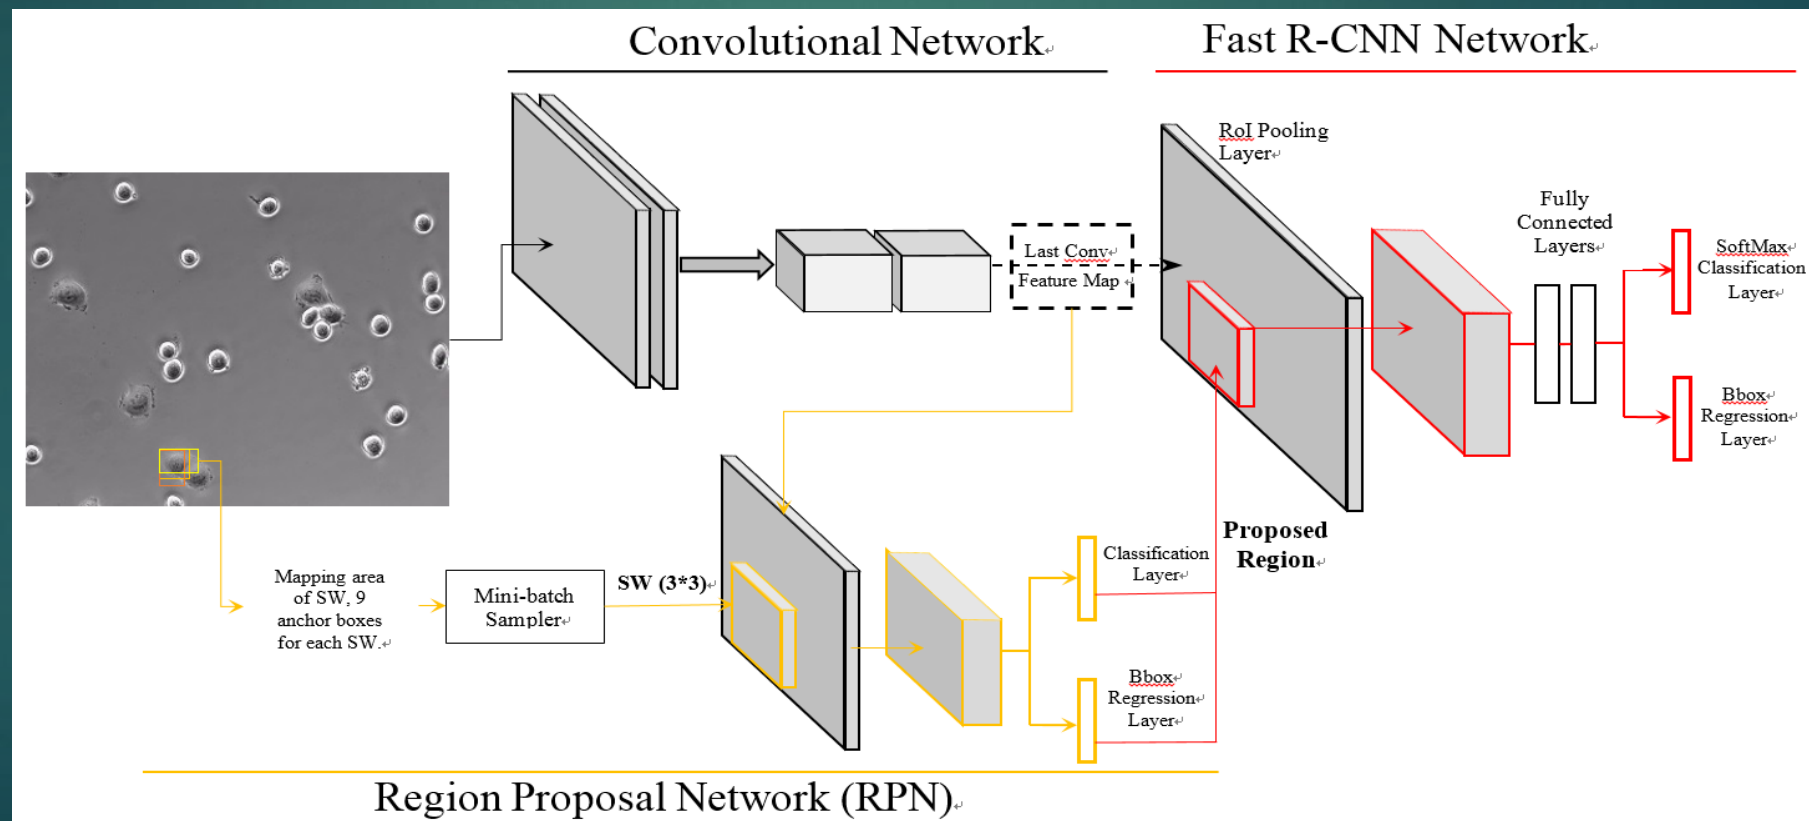 Convolutional Network
Fast R-CNN Network
RoI Pooling
Layer
Fully
Connected
Layers
SoftMax
Classification
Layer
Last Conv
Feature Map
Bbox
Regression
Layer
Proposed
Region
Mapping area
of SW, 9
anchor boxes
for each SW.
Mini-batch
Sampler
SW (3*3)
Classification
Layer
Bbox
Regression
Layer
Region Proposal Network (RPN)